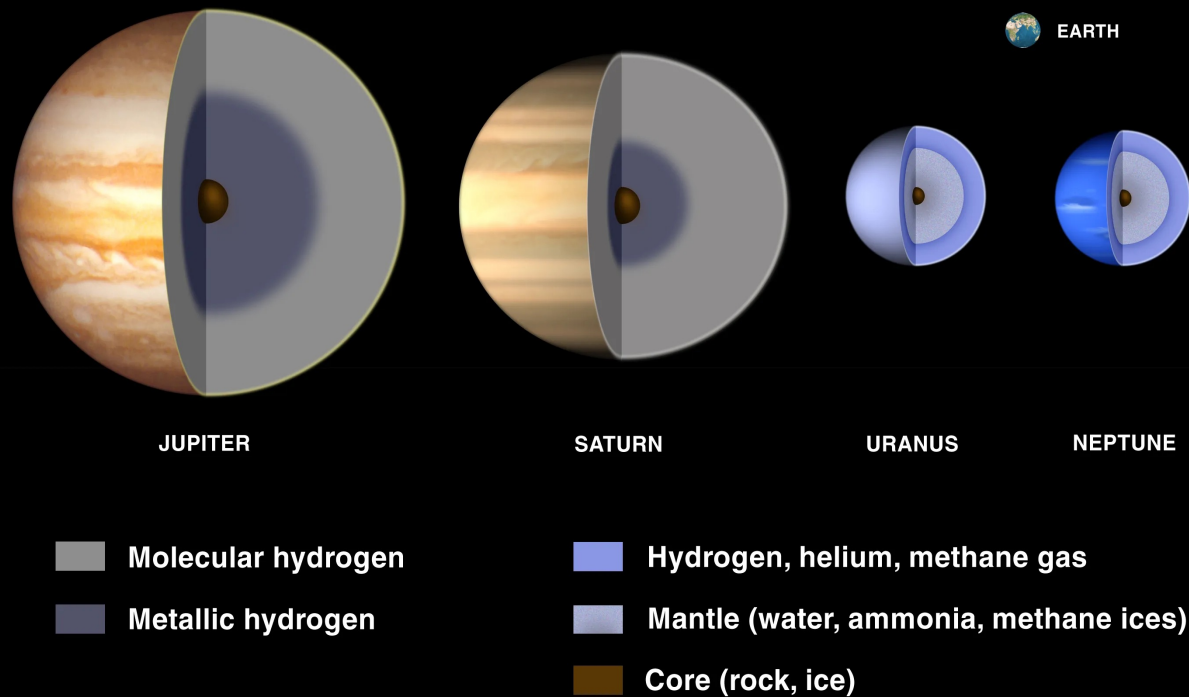 EARTH
JUPITER
SATURN
URANUS
NEPTUNE
Molecular hydrogen
Metallic hydrogen
Hydrogen, helium, methane gas
Mantle (water, ammonia, methane ices)
Core (rock, ice)